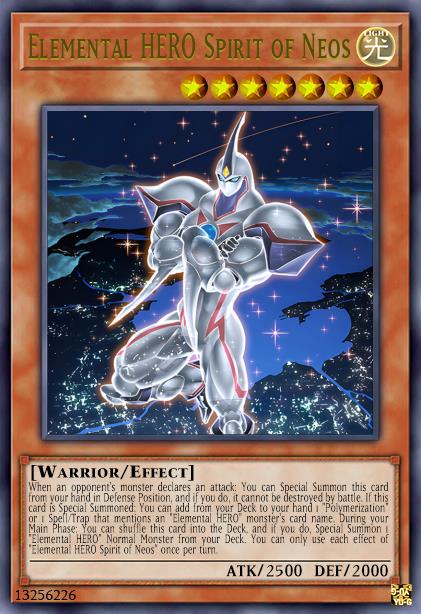 Elemental HERO Spirit of Neos
LIGHT
光
[Warrior/Effect]
When an opponent's monster declares an attack: You can Special Summon this card
from your hand in Defense Position, and if you do, it cannot be destroyed by battle. If this
card is Special Summoned: You can add from your Deck to your hand 1 "Polymerization"
or 1 Spell/Trap that mentions an "Elemental HERO" monster's card name. During your
Main Phase: You can shuffle this card into the Deck, and if you do, Special Summon 1
"Elemental HERO" Normal Monster from your Deck. You can only use each effect of
"Elemental HERO Spirit of Neos" once per turn.
ATK/2500 DEF/2000
13256226